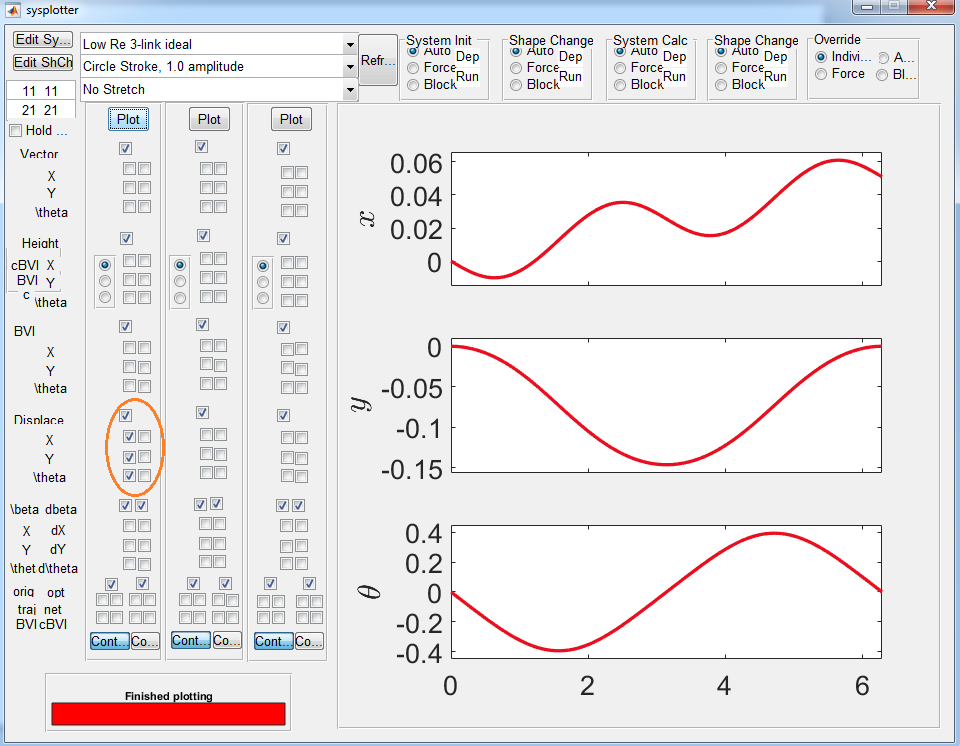 sysplotter
Edit Sy...
Edit ShCh
Low Re 3-link ideal
Circle Stroke, 1.0 amplitude
No Stretch
Refr...
System Init
Auto Dep
Force Run
Block
Shape Change
Auto Dep
Force Run
Block
System Calc
Auto Dep
Force Run
Block
Shape Change
Auto Dep
Force Run
Block
Override
Indivi... A...
Force Bl...
11 11
21 21
Hold ...
Plot Plot Plot
Vector
X
Y
\theta
Height
cBVI X
BVI Y
c \theta
BVI
X
Y
\theta
Displace
X
Y
\theta
\beta dbeta
X dX
Y dY
\thet d\theta
orig opt
traj net
BVI cBVI
Cont... Co... Cont... Co... Cont... Co...
Finished plotting
0.06
0.04
0.02
0
x
0
-0.05
-0.1
-0.15
y
0.4
0.2
0
-0.2
-0.4
θ
0 2 4 6